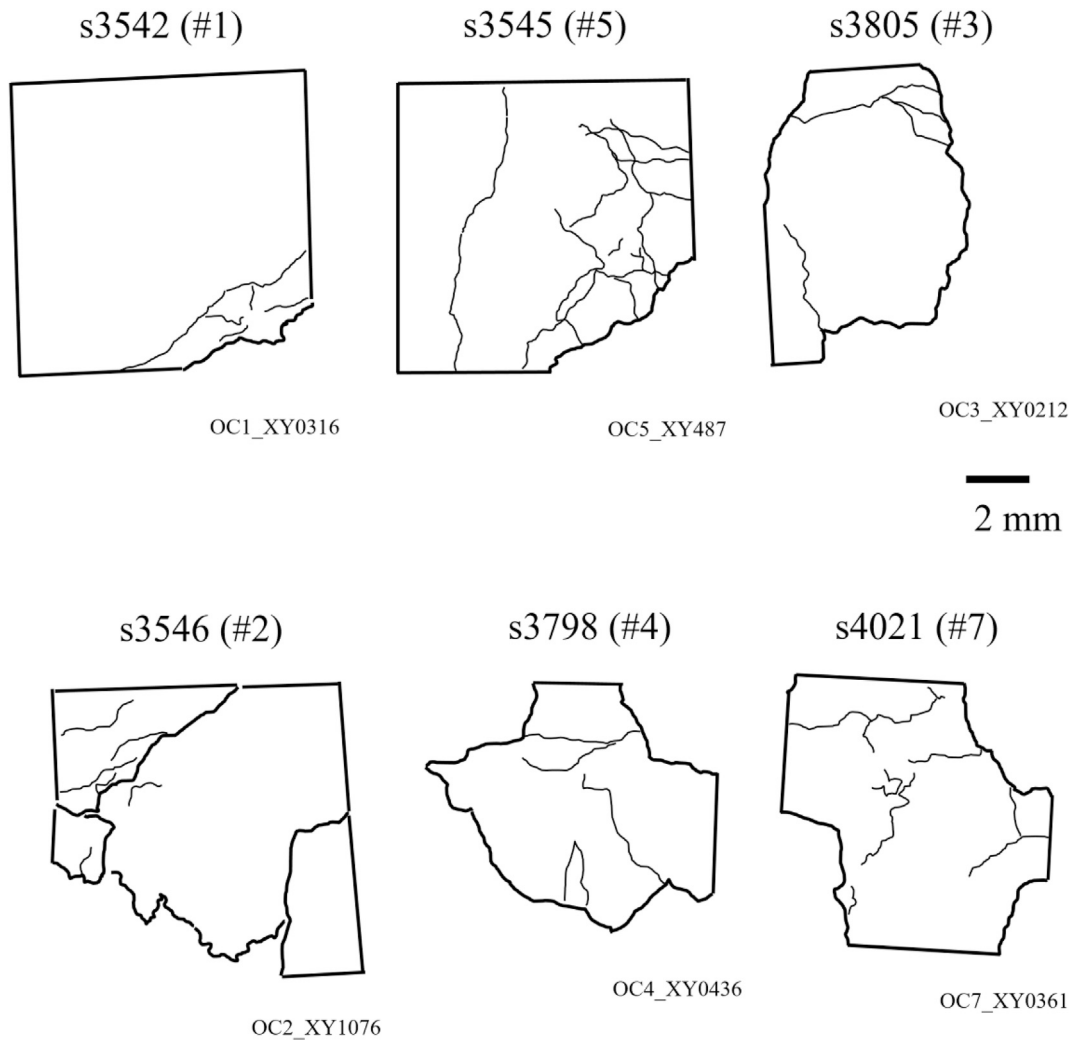 s3542 (#1)
s3545 (#5)
s3805 (#3)
OC1_XY0316
OC5_XY487
OC3_XY0212
2 mm
s3546 (#2)
s3798 (#4)
s4021 (#7)
OC2_XY1076
OC4_XY0436
OC7_XY0361